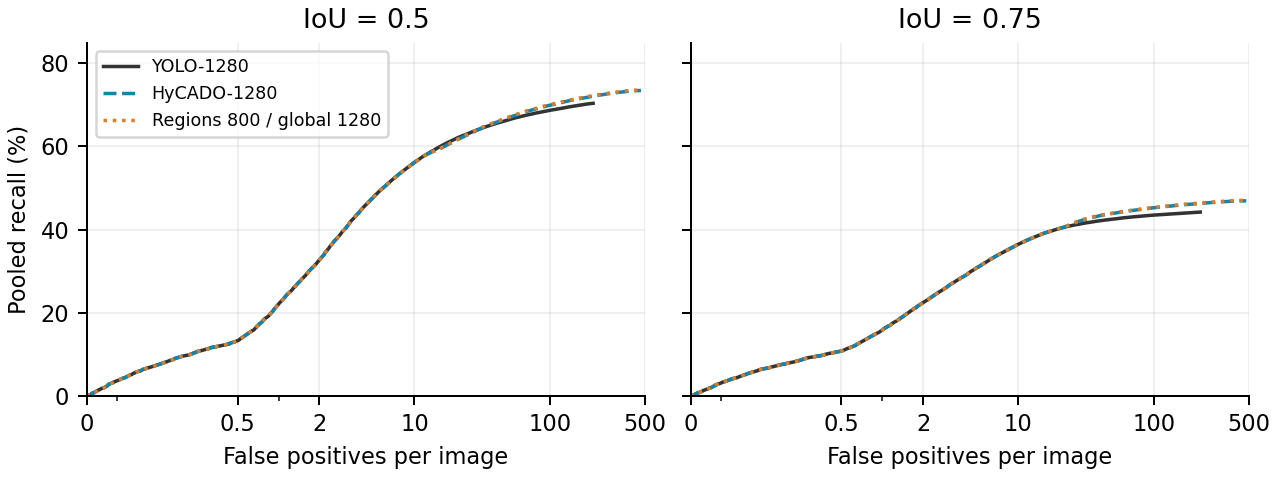 IoU = 0.5
IoU = 0.75
YOLO-1280
HyCADO-1280
Regions 800 / global 1280
Pooled recall (%)
80
60
40
20
0
0 0.5 2 10 100 500
0 0.5 2 10 100 500
False positives per image
False positives per image